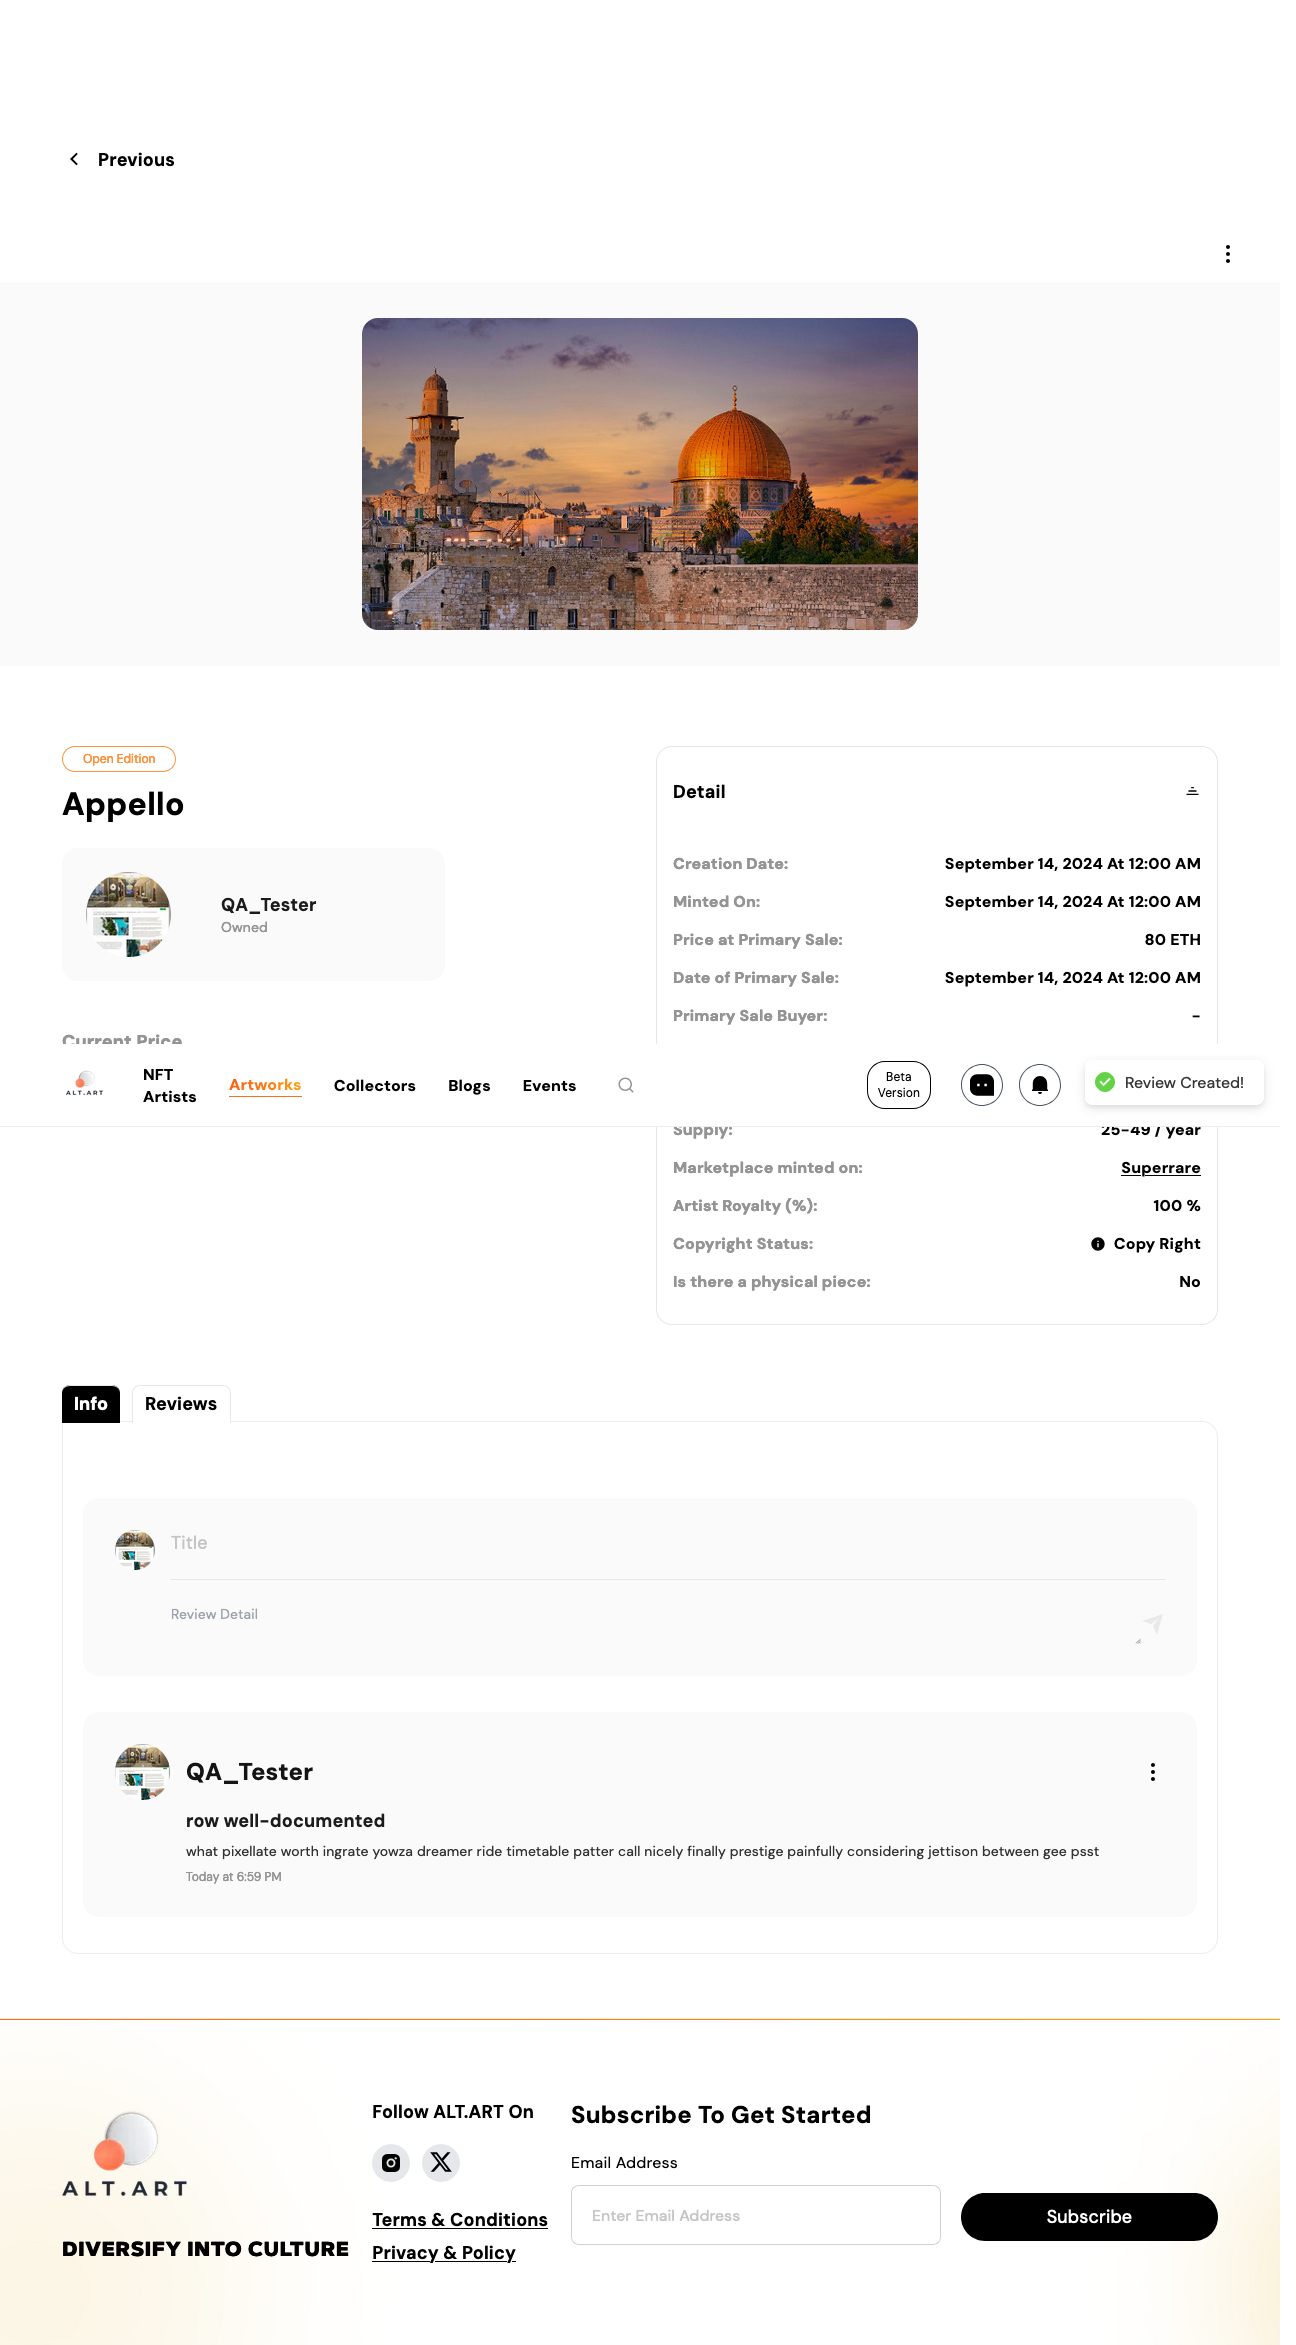 Previous
Open Edition
Appello
QA_Tester
Owned
Current Price
Detail
Creation Date: September 14, 2024 At 12:00 AM
Minted On: September 14, 2024 At 12:00 AM
Price at Primary Sale: 80 ETH
Date of Primary Sale: September 14, 2024 At 12:00 AM
Primary Sale Buyer: -
ALT.ART
NFT
Artists
Artworks
Collectors
Blogs
Events
Beta
Version
Review Created!
Supply: 25-49 / year
Marketplace minted on: Superrare
Artist Royalty (%): 100 %
Copyright Status: Copy Right
Is there a physical piece: No
Info
Reviews
Title
Review Detail
QA_Tester
row well-documented
what pixellate worth ingrate yowza dreamer ride timetable patter call nicely finally prestige painfully considering jettison between gee psst
Today at 6:59 PM
ALT.ART
DIVERSIFY INTO CULTURE
Follow ALT.ART On
Terms & Conditions
Privacy & Policy
Subscribe To Get Started
Email Address
Enter Email Address
Subscribe